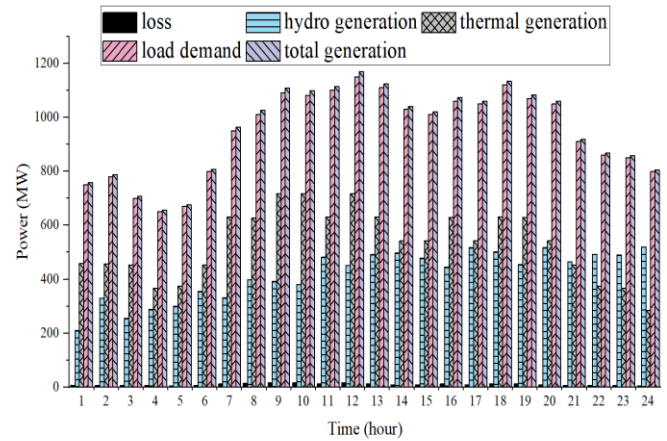 loss hydro generation thermal generation
load demand total generation
1200
1000
800
600
400
200
0
Power (MW)
1 2 3 4 5 6 7 8 9 10 11 12 13 14 15 16 17 18 19 20 21 22 23 24
Time (hour)